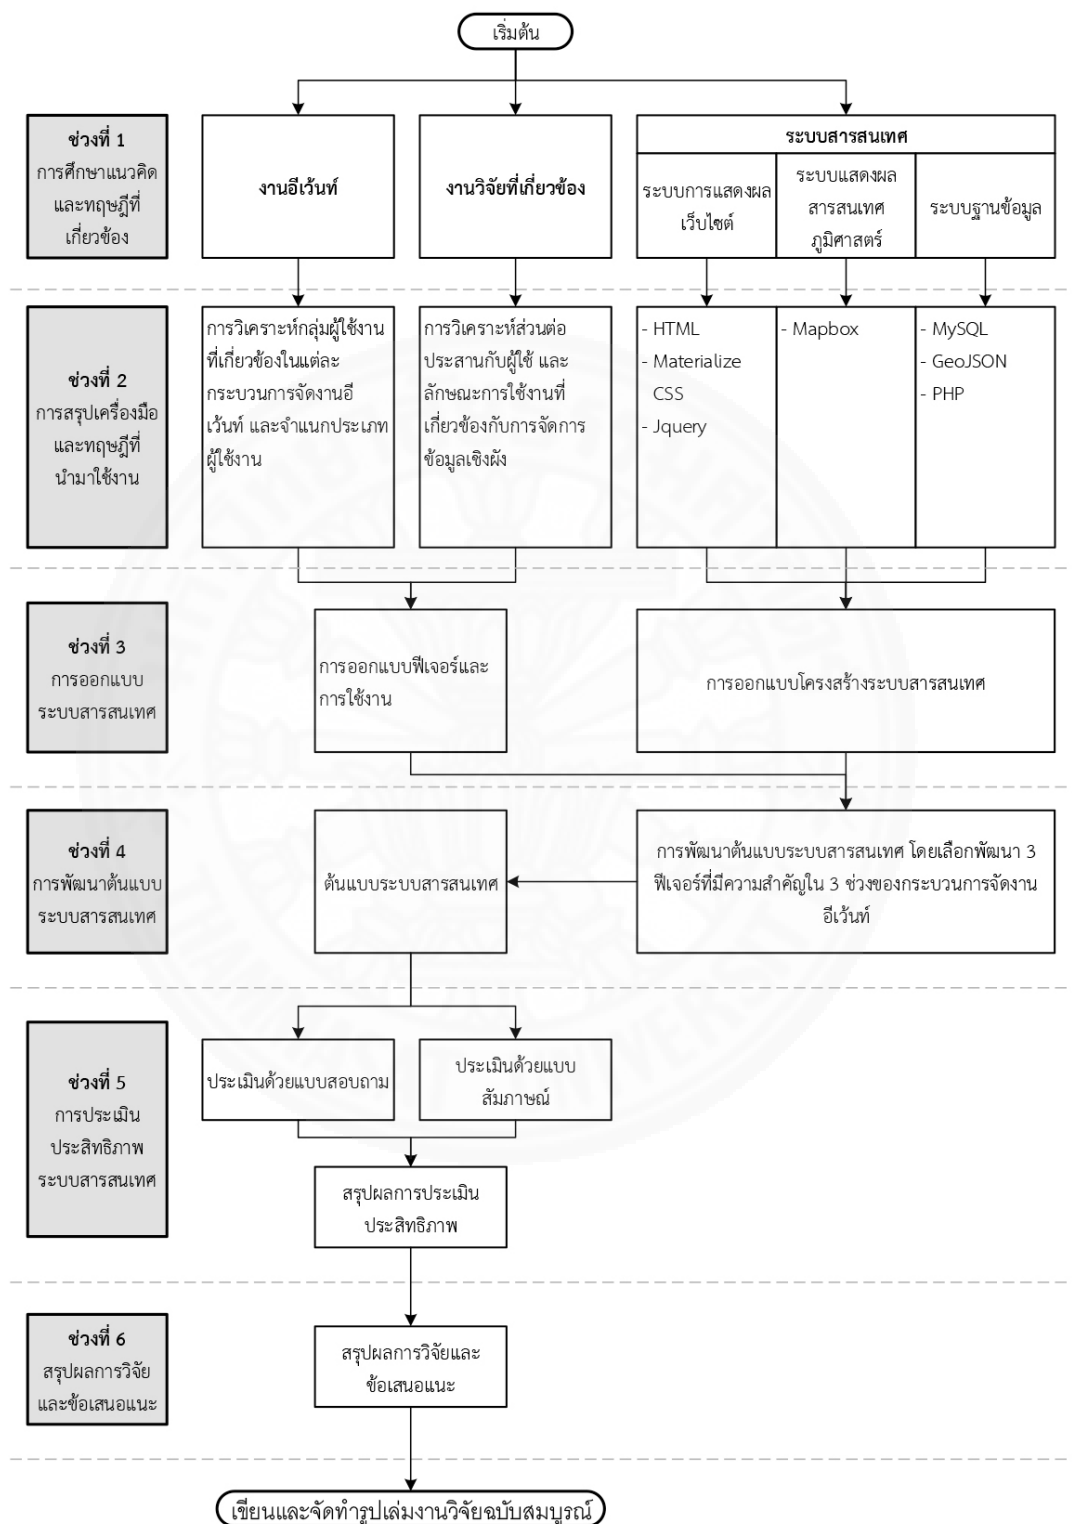 เริ่มต้น
ช่วงที่ 1
การศึกษาแนวคิด
และทฤษฎีที่
เกี่ยวข้อง
งานอีเว้นท์
งานวิจัยที่เกี่ยวข้อง
ระบบสารสนเทศ
ระบบการแสดงผล
เว็บไซต์
ระบบแสดงผล
สารสนเทศ
ภูมิศาสตร์
ระบบฐานข้อมูล
ช่วงที่ 2
การสรุปเครื่องมือ
และทฤษฎีที่
นำมาใช้งาน
การวิเคราะห์กลุ่มผู้ใช้งาน
ที่เกี่ยวข้องในแต่ละ
กระบวนการจัดงานอี
เว้นท์ และจำแนกประเภท
ผู้ใช้งาน
การวิเคราะห์ส่วนต่อ
ประสานกับผู้ใช้ และ
ลักษณะการใช้งานที่
เกี่ยวข้องกับการจัดการ
ข้อมูลเชิงผัง
- HTML
- Materialize
CSS
- Jquery
- Mapbox
- MySQL
- GeoJSON
- PHP
ช่วงที่ 3
การออกแบบ
ระบบสารสนเทศ
การออกแบบฟีเจอร์และ
การใช้งาน
การออกแบบโครงสร้างระบบสารสนเทศ
ช่วงที่ 4
การพัฒนาต้นแบบ
ระบบสารสนเทศ
ต้นแบบระบบสารสนเทศ
การพัฒนาต้นแบบระบบสารสนเทศ โดยเลือกพัฒนา 3
ฟีเจอร์ที่มีความสำคัญใน 3 ช่วงของกระบวนการจัดงาน
อีเว้นท์
ช่วงที่ 5
การประเมิน
ประสิทธิภาพ
ระบบสารสนเทศ
ประเมินด้วยแบบสอบถาม
ประเมินด้วยแบบ
สัมภาษณ์
สรุปผลการประเมิน
ประสิทธิภาพ
ช่วงที่ 6
สรุปผลการวิจัย
และข้อเสนอแนะ
สรุปผลการวิจัยและ
ข้อเสนอแนะ
เขียนและจัดทำรูปเล่มงานวิจัยฉบับสมบูรณ์